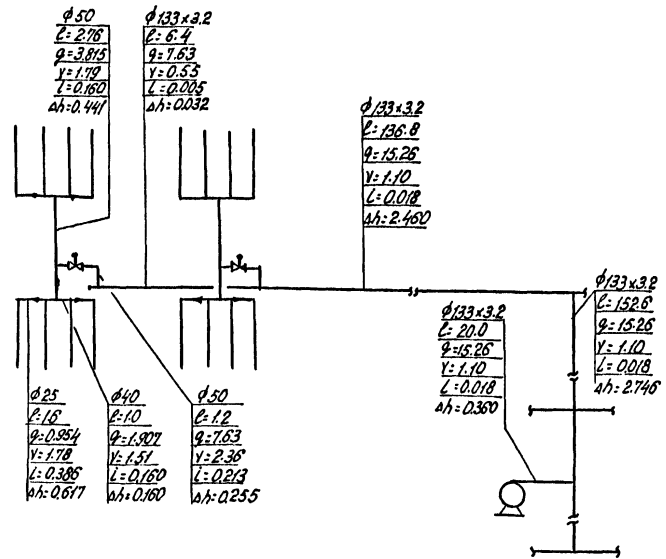 ϕ50
ℓ=2.76
q=3.815
v=1.79
i=0.160
Δh=0.441
ϕ133x3.2
ℓ=6.4
q=7.63
v=0.55
i=0.005
Δh=0.032
ϕ133x3.2
ℓ=136.8
q=15.26
v=1.10
i=0.018
Δh=2.460
ϕ133x3.2
ℓ=20.0
q=15.26
v=1.10
i=0.018
Δh=0.360
ϕ133x3.2
ℓ=152.6
q=15.26
v=1.10
i=0.018
Δh=2.746
ϕ25
ℓ=1.6
q=0.954
v=1.78
i=0.386
Δh=0.617
ϕ40
ℓ=1.0
q=1.907
v=1.51
i=0.160
Δh=0.160
ϕ50
ℓ=1.2
q=7.63
v=2.36
i=0.213
Δh=0.255